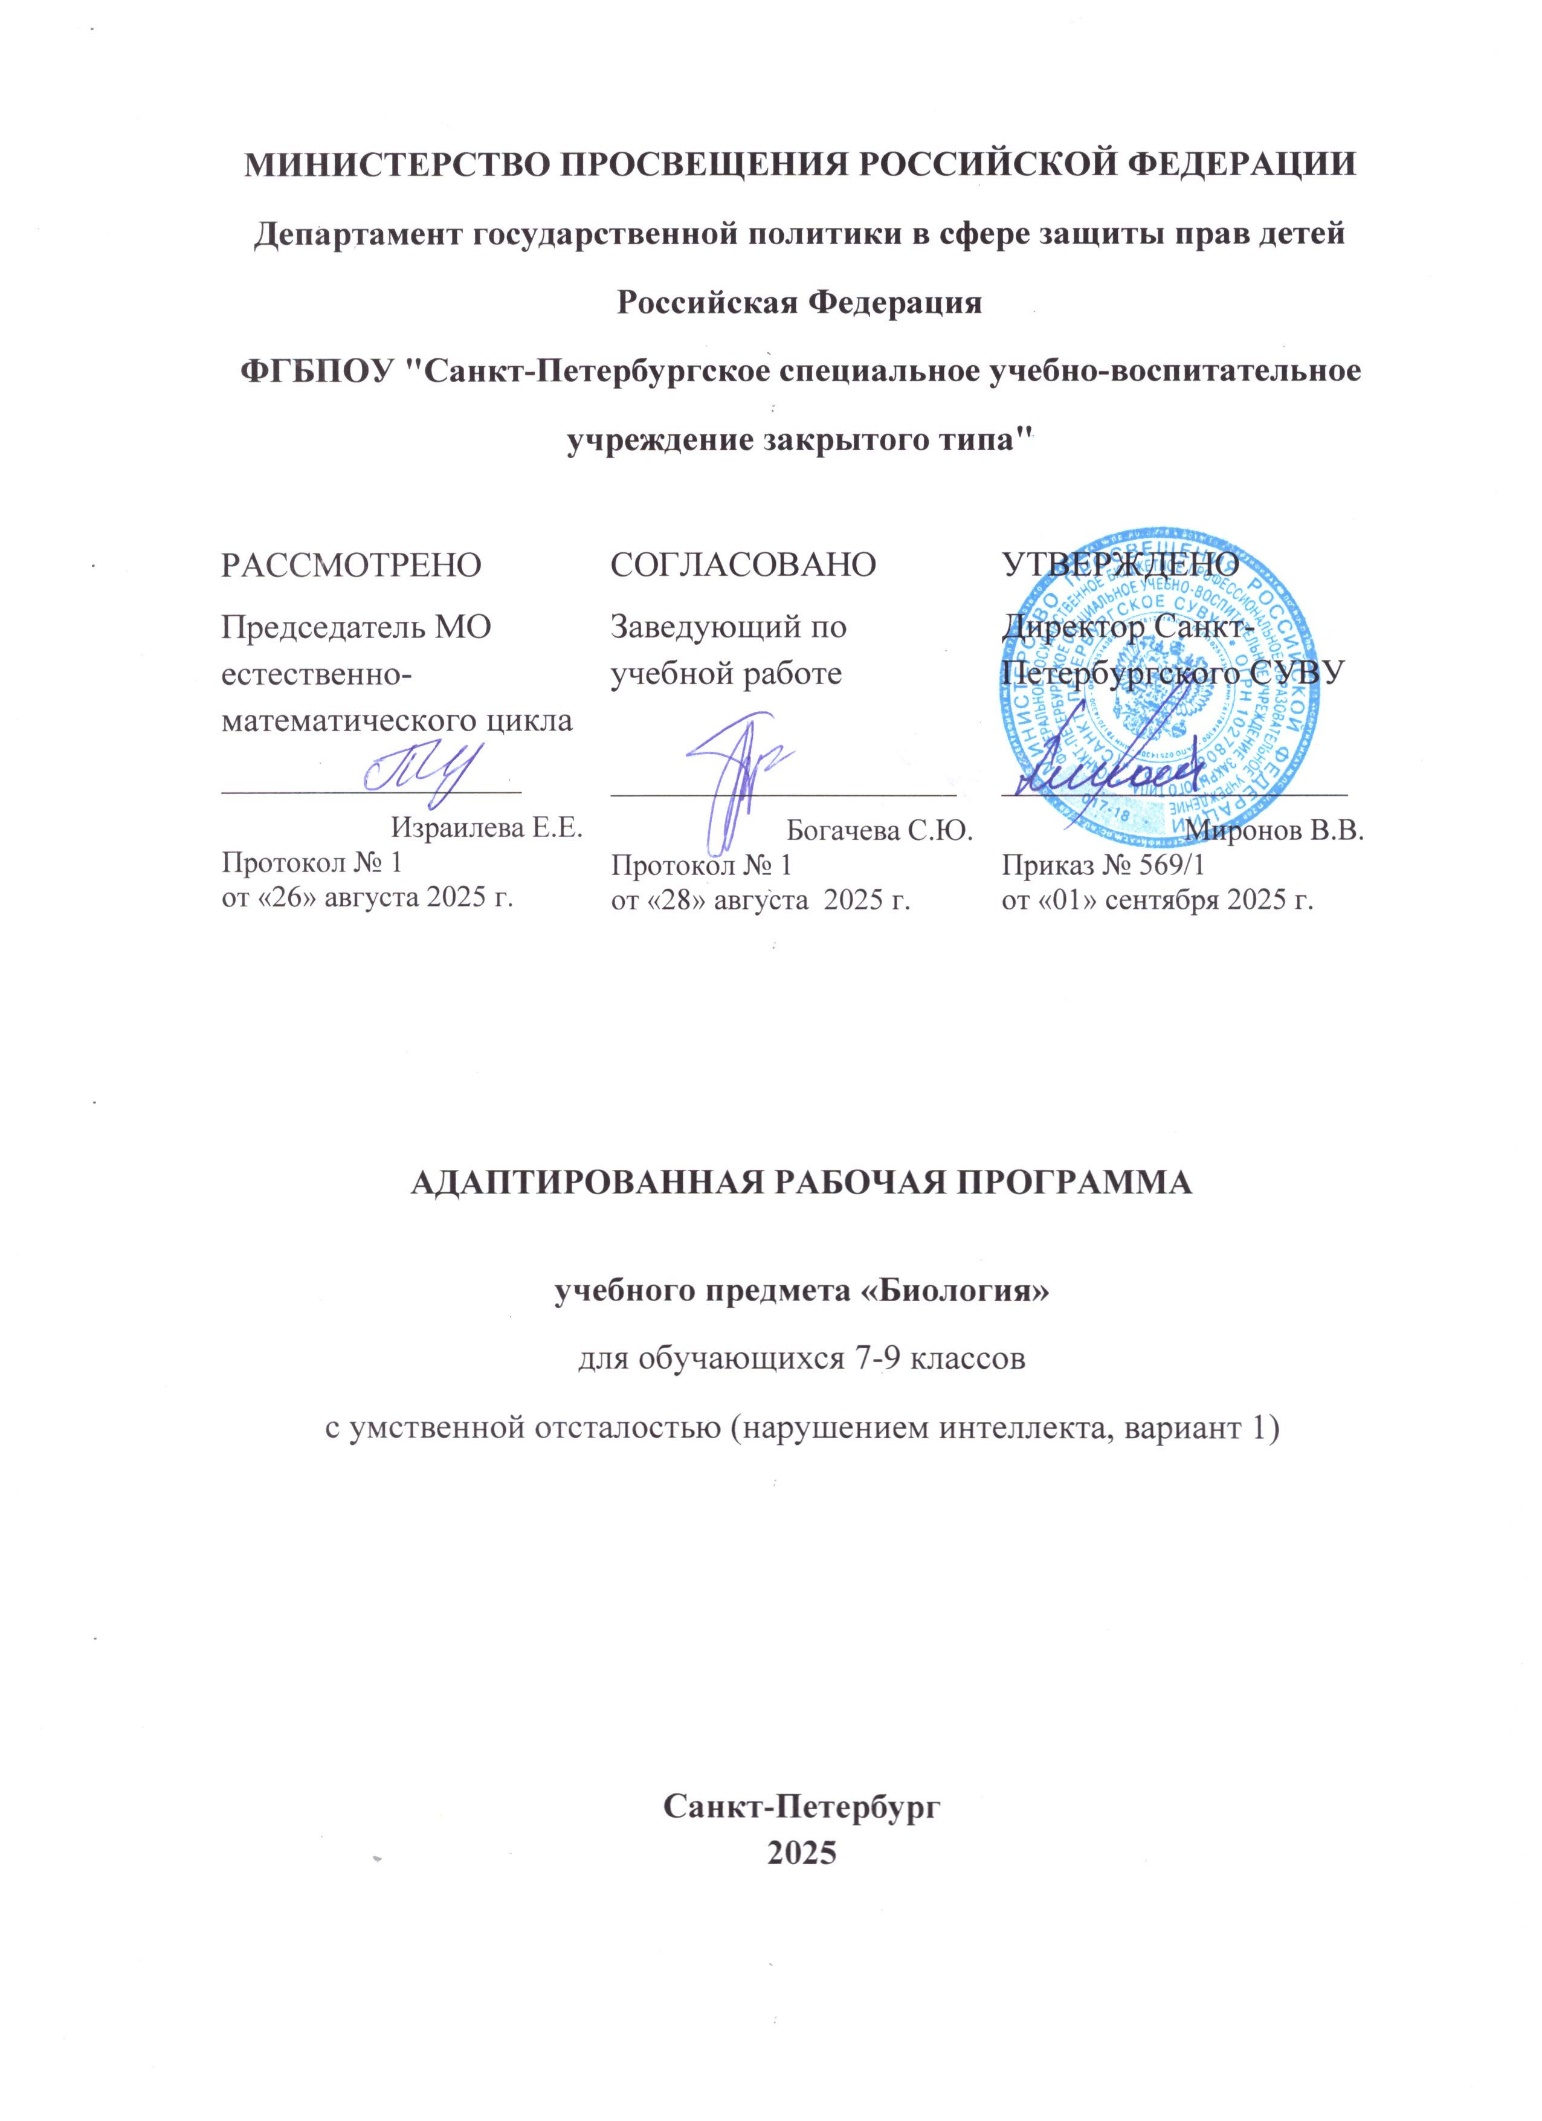 МИНИСТЕРСТВО ПРОСВЕЩЕНИЯ РОССИЙСКОЙ ФЕДЕРАЦИИ
Департамент государственной политики в сфере защиты прав детей
Российская Федерация
ФГБПОУ "Санкт-Петербургское специальное учебно-воспитательное
учреждение закрытого типа"
РАССМОТРЕНО
Председатель МО
естественно-
математического цикла
Израилева Е.Е.
Протокол № 1
от «26» августа 2025 г.
СОГЛАСОВАНО
Заведующий по
учебной работе
Богачева С.Ю.
Протокол № 1
от «28» августа 2025 г.
УТВЕРЖДЕНО
Директор Санкт-
Петербургского СУВУ
Миронов В.В.
Приказ № 569/1
от «01» сентября 2025 г.
АДАПТИРОВАННАЯ РАБОЧАЯ ПРОГРАММА
учебного предмета «Биология»
для обучающихся 7-9 классов
с умственной отсталостью (нарушением интеллекта, вариант 1)
Санкт-Петербург
2025